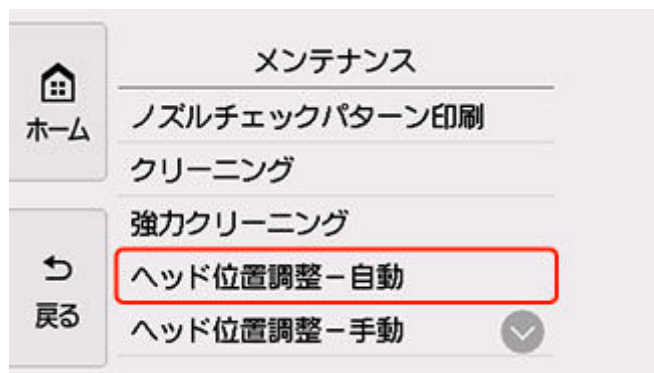 メンテナンス
ホーム
ノズルチェックパターン印刷
クリーニング
強力クリーニング
ヘッド位置調整－自動
戻る
ヘッド位置調整－手動